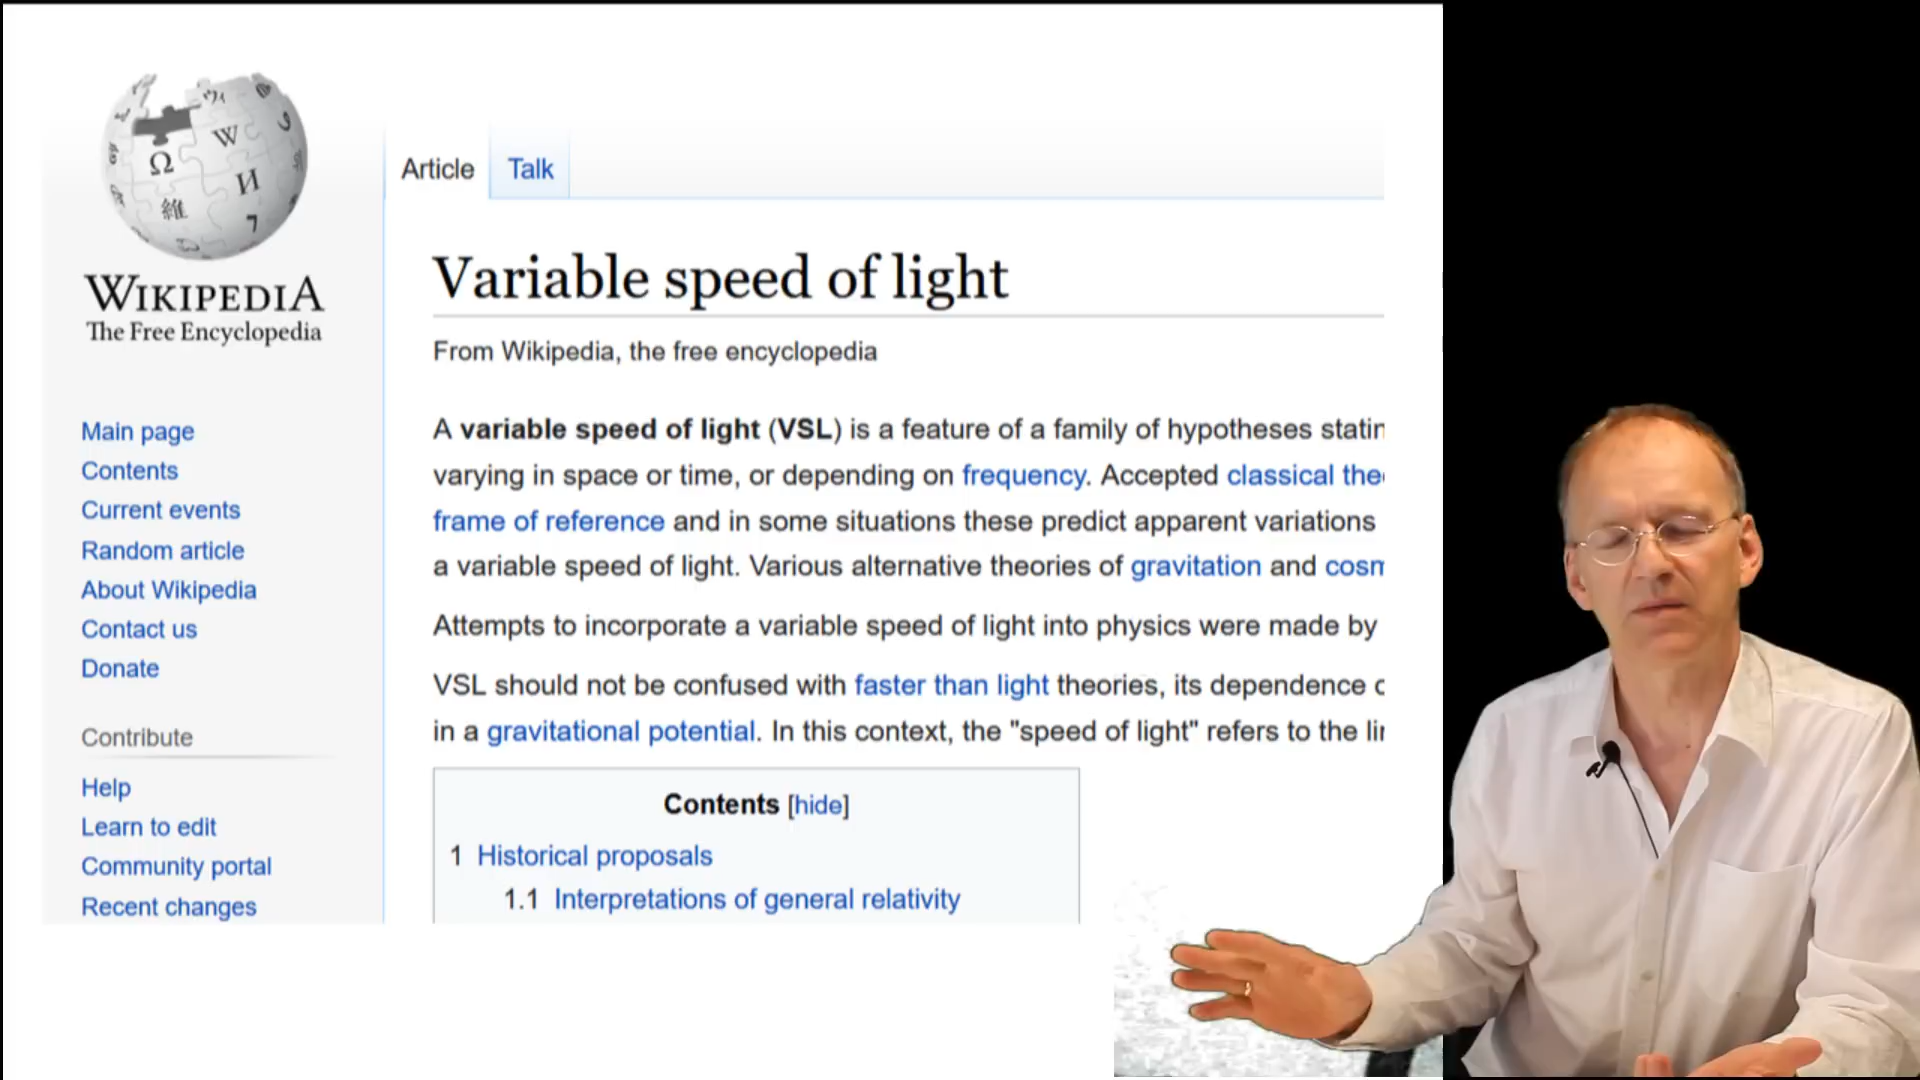 WIKIPEDIA
The Free Encyclopedia
Main page
Contents
Current events
Random article
About Wikipedia
Contact us
Donate
Contribute
Help
Learn to edit
Community portal
Recent changes
Article Talk
Variable speed of light
From Wikipedia, the free encyclopedia
A variable speed of light (VSL) is a feature of a family of hypotheses
varying in space or time, or depending on frequency. Accepted classical
frame of reference and in some situations these predict apparent variations
a variable speed of light. Various alternative theories of gravitation and
Attempts to incorporate a variable speed of light into physics were made by
VSL should not be confused with faster than light theories, its dependence
in a gravitational potential. In this context, the "speed of light" refers to the
Contents [hide]
1 Historical proposals
1.1 Interpretations of general relativity